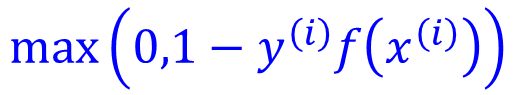 max(0,1 − y⁽ⁱ⁾f(x⁽ⁱ⁾))